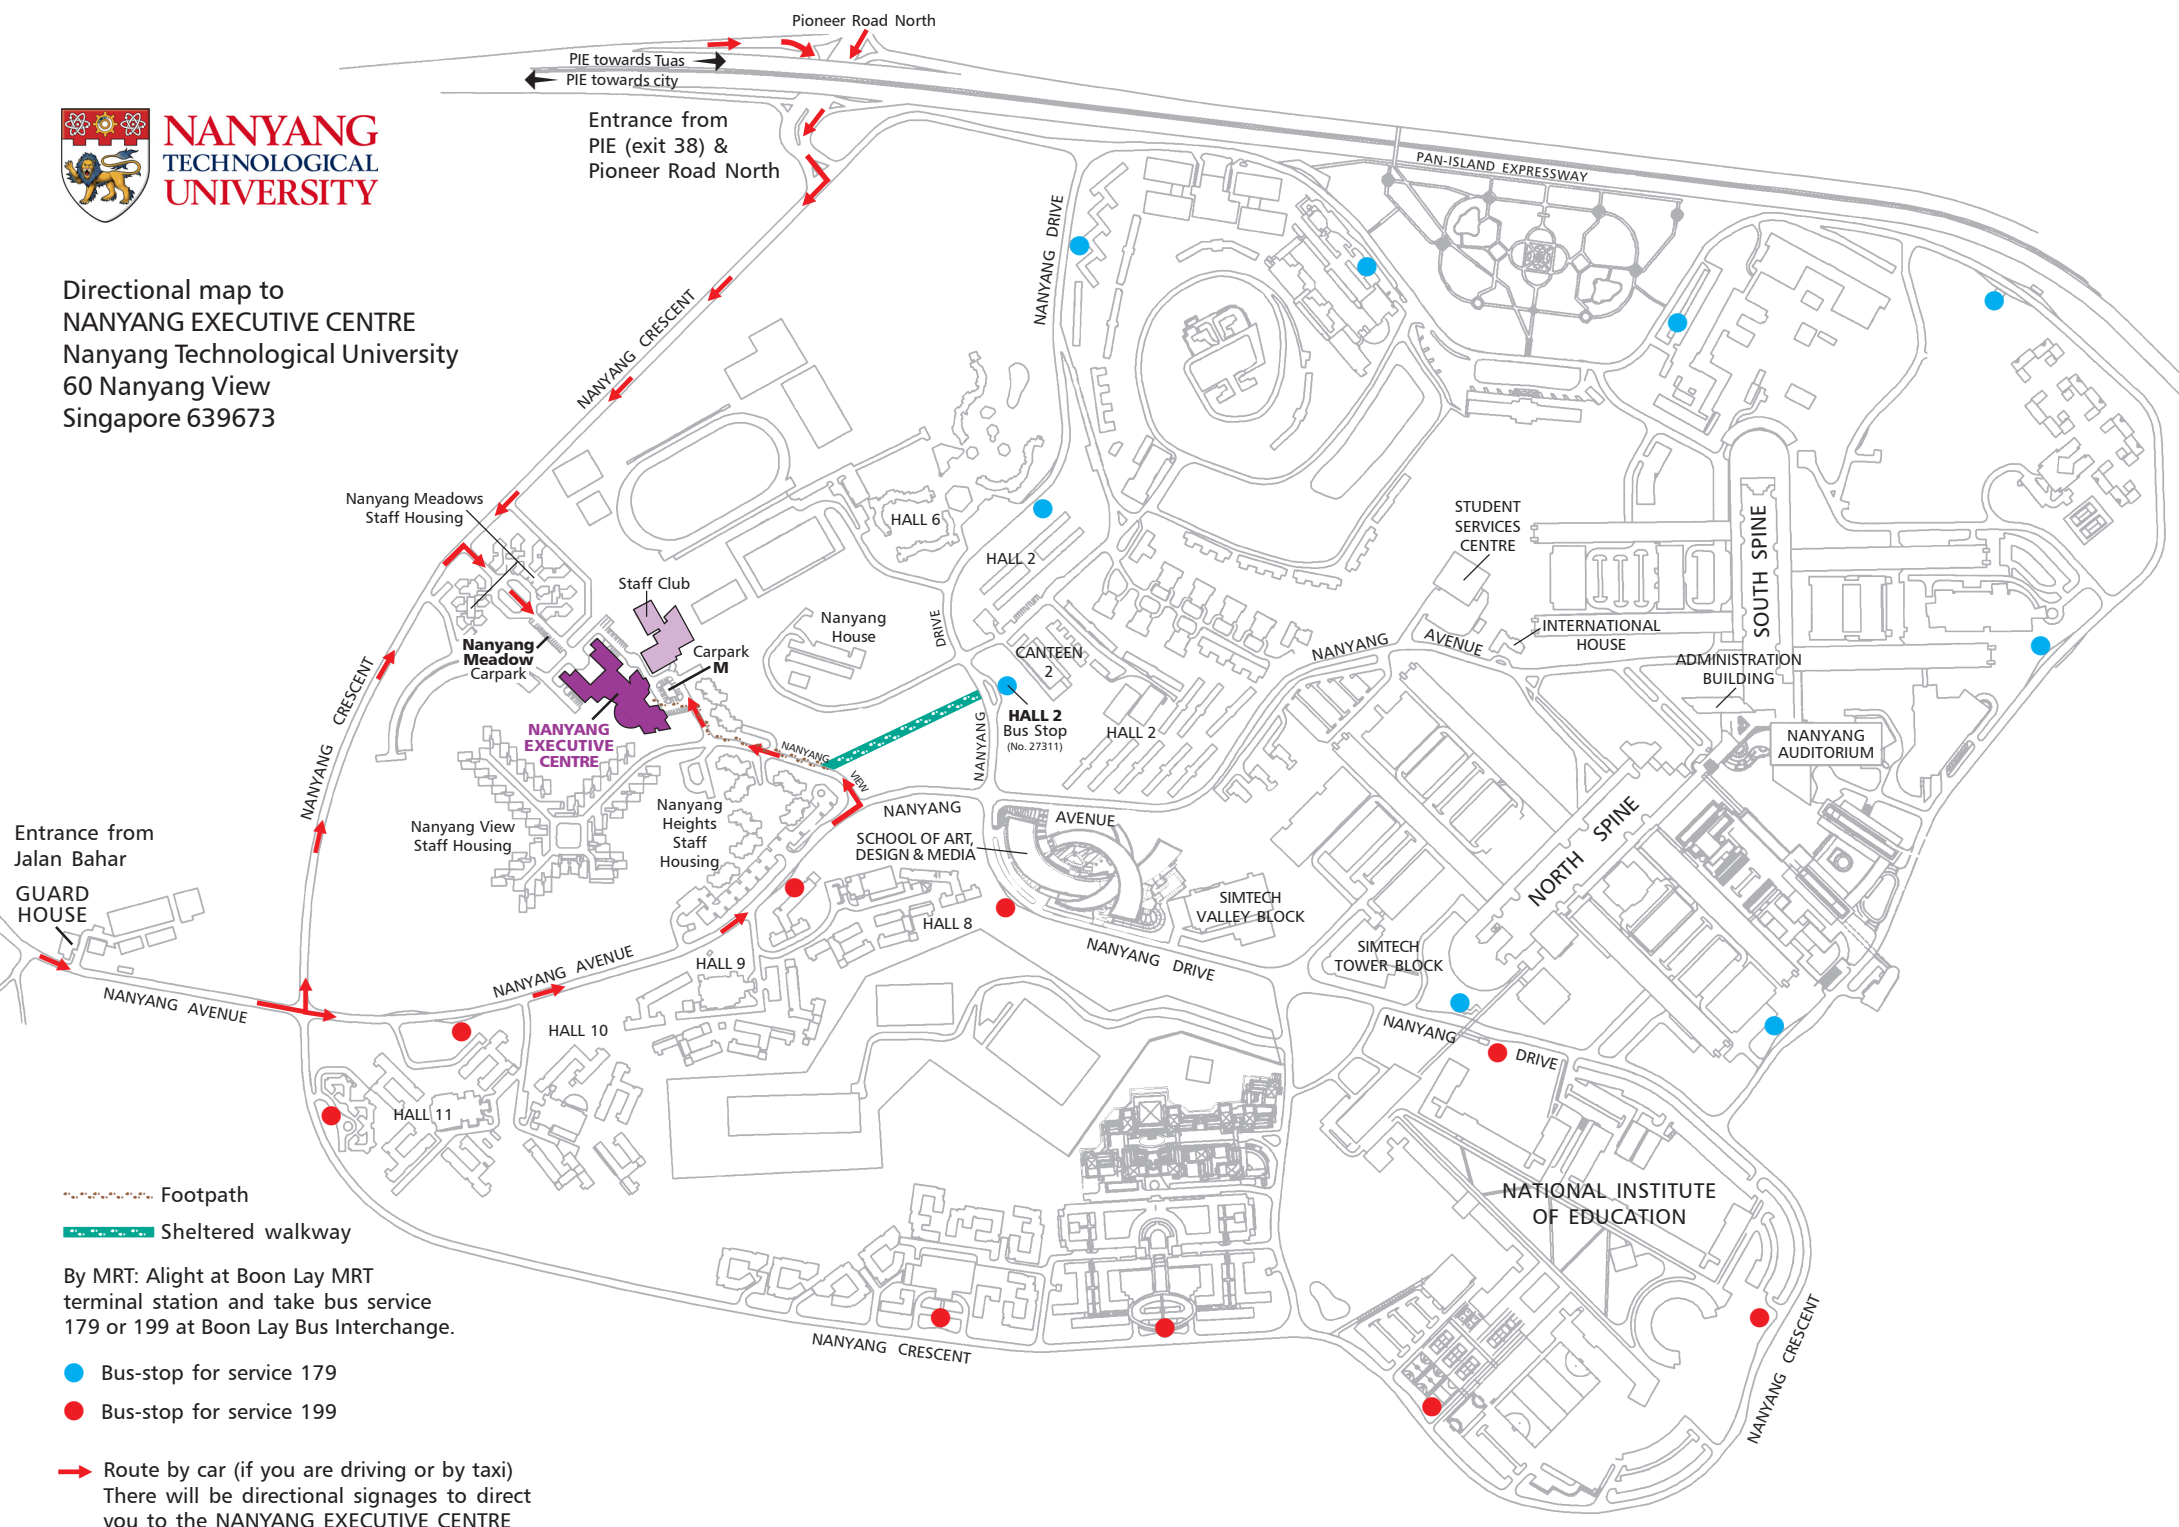 Pioneer Road North
PIE towards Tuas
PIE towards city
NANYANG
TECHNOLOGICAL
UNIVERSITY
Entrance from
PIE (exit 38) &
Pioneer Road North
PAN-ISLAND EXPRESSWAY
NANYANG DRIVE
Directional map to
NANYANG EXECUTIVE CENTRE
Nanyang Technological University
60 Nanyang View
Singapore 639673
NANYANG CRESCENT
Nanyang Meadows
Staff Housing
HALL 6
HALL 2
STUDENT
SERVICES
CENTRE
SOUTH SPINE
Staff Club
Nanyang
House
DRIVE
CANTEEN
2
NANYANG
AVENUE
INTERNATIONAL
HOUSE
ADMINISTRATION
BUILDING
Nanyang
Meadow
Carpark
Carpark
M
NANYANG CRESCENT
NANYANG
EXECUTIVE
CENTRE
NANYANG
VIEW
NANYANG
HALL 2
Bus Stop
(No. 27311)
HALL 2
NANYANG
AUDITORIUM
Nanyang View
Staff Housing
Nanyang
Heights
Staff
Housing
NANYANG
AVENUE
SCHOOL OF ART,
DESIGN & MEDIA
NORTH SPINE
Entrance from
Jalan Bahar
GUARD
HOUSE
SIMTECH
VALLEY BLOCK
HALL 8
NANYANG DRIVE
SIMTECH
TOWER BLOCK
HALL 9
NANYANG AVENUE
NANYANG AVENUE
HALL 10
NANYANG
DRIVE
HALL 11
NATIONAL INSTITUTE
OF EDUCATION
Footpath
Sheltered walkway
By MRT: Alight at Boon Lay MRT
terminal station and take bus service
179 or 199 at Boon Lay Bus Interchange.
NANYANG CRESCENT
NANYANG CRESCENT
Bus-stop for service 179
Bus-stop for service 199
Route by car (if you are driving or by taxi)
There will be directional signages to direct
you to the NANYANG EXECUTIVE CENTRE